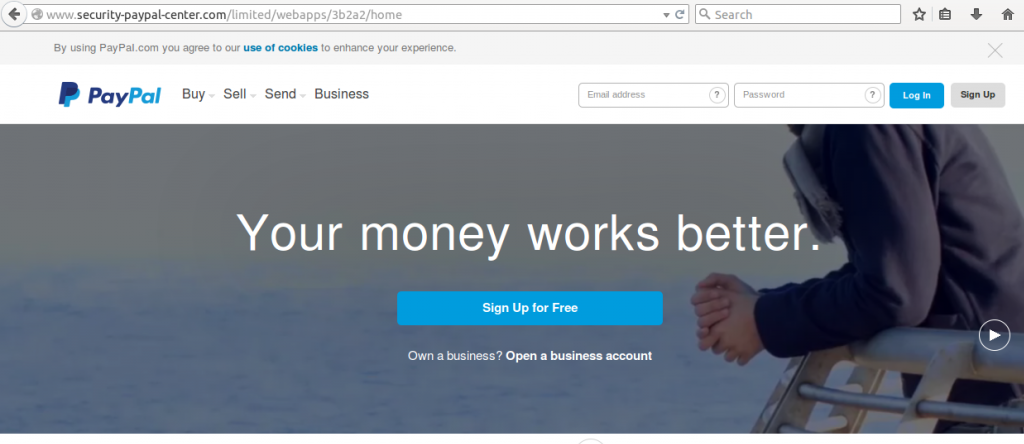 www.security-paypal-center.com/limited/webapps/3b2a2/home
Search
By using PayPal.com you agree to our use of cookies to enhance your experience.
PayPal Buy Sell Send Business Email address ? Password ? Log In Sign Up
Your money works better.
Sign Up for Free
Own a business? Open a business account